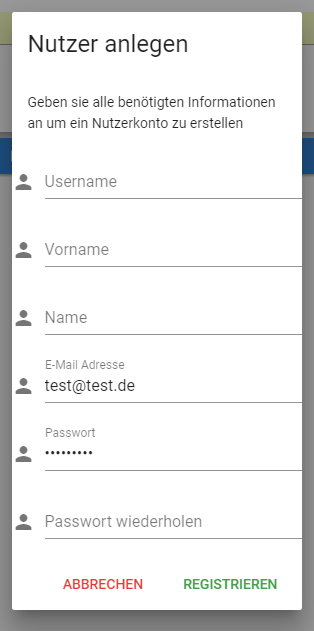 Nutzer anlegen
Geben sie alle benötigten Informationen
an um ein Nutzerkonto zu erstellen
Username
Vorname
Name
E-Mail Adresse
test@test.de
Passwort
•••••••••
Passwort wiederholen
ABBRECHEN REGISTRIEREN